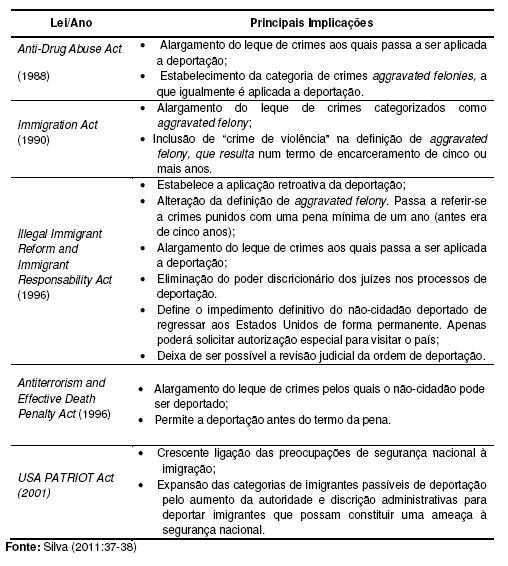 Lei/Ano Principais Implicações
Anti-Drug Abuse Act
(1988)
• Alargamento do leque de crimes aos quais passa a ser aplicada
a deportação;
• Estabelecimento da categoria de crimes aggravated felonies, a
que igualmente é aplicada a deportação.
Immigration Act
(1990)
• Alargamento do leque de crimes categorizados como
aggravated felony;
• Inclusão de “crime de violência” na definição de aggravated
felony, que resulta num termo de encarceramento de cinco ou
mais anos.
Illegal Immigrant
Reform and
Immigrant
Responsability Act
(1996)
• Estabelece a aplicação retroativa da deportação;
• Alteração da definição de aggravated felony. Passa a referir-se
a crimes punidos com uma pena mínima de um ano (antes era
de cinco anos);
• Alargamento do leque de crimes aos quais passa a ser aplicada
a deportação;
• Eliminação do poder discricionário dos juízes nos processos de
deportação.
• Define o impedimento definitivo do não-cidadão deportado de
regressar aos Estados Unidos de forma permanente. Apenas
poderá solicitar autorização especial para visitar o país;
• Deixa de ser possível a revisão judicial da ordem de deportação.
Antiterrorism and
Effective Death
Penalty Act (1996)
• Alargamento do leque de crimes pelos quais o não-cidadão pode
ser deportado;
• Permite a deportação antes do termo da pena.
USA PATRIOT Act
(2001)
• Crescente ligação das preocupações de segurança nacional à
imigração;
• Expansão das categorias de imigrantes passíveis de deportação
pelo aumento da autoridade e discrição administrativas para
deportar imigrantes que possam constituir uma ameaça à
segurança nacional.
Fonte: Silva (2011:37-38)